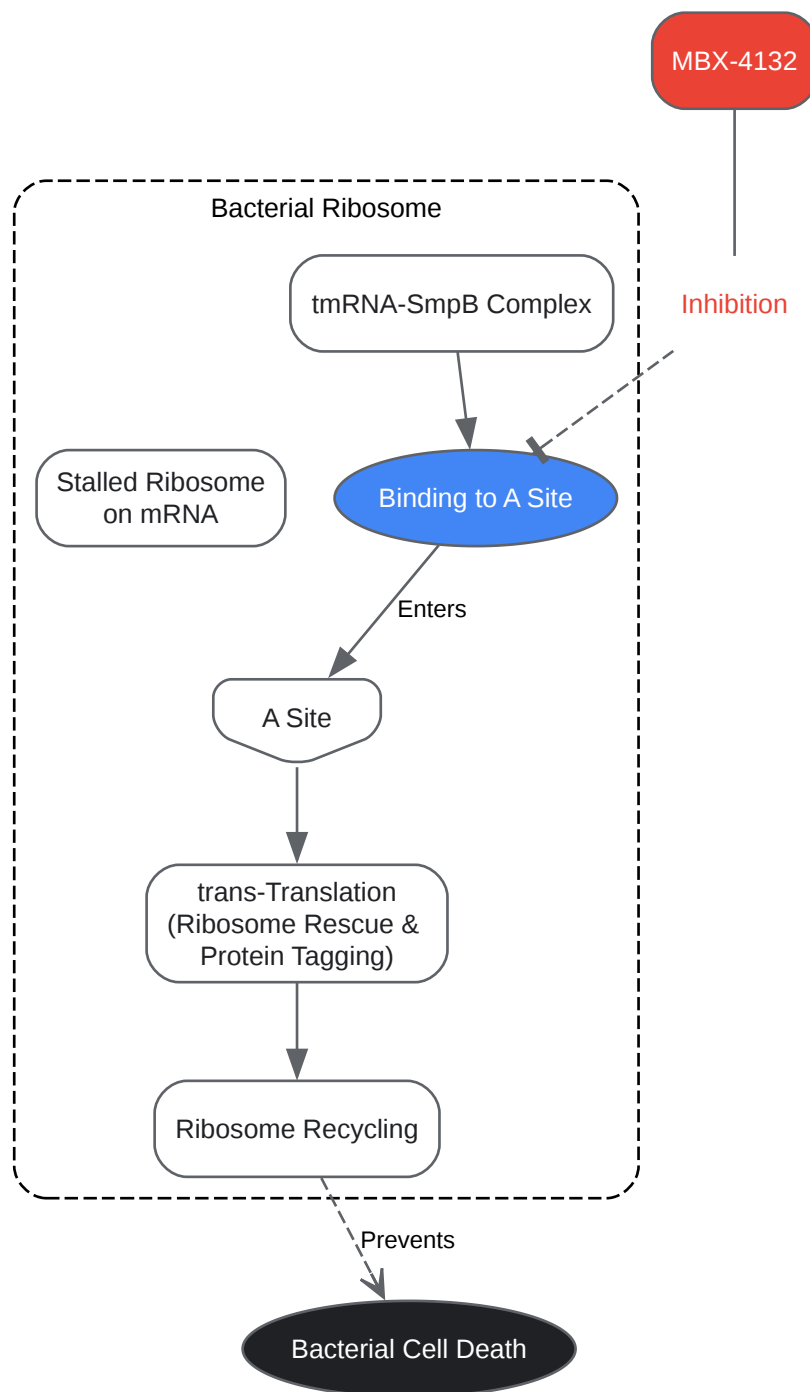 MBX-4132
Bacterial Ribosome
tmRNA-SmpB Complex
Inhibition
Stalled Ribosome
on mRNA
Binding to A Site
Enters
A Site
trans-Translation
(Ribosome Rescue &
Protein Tagging)
Ribosome Recycling
Prevents
Bacterial Cell Death